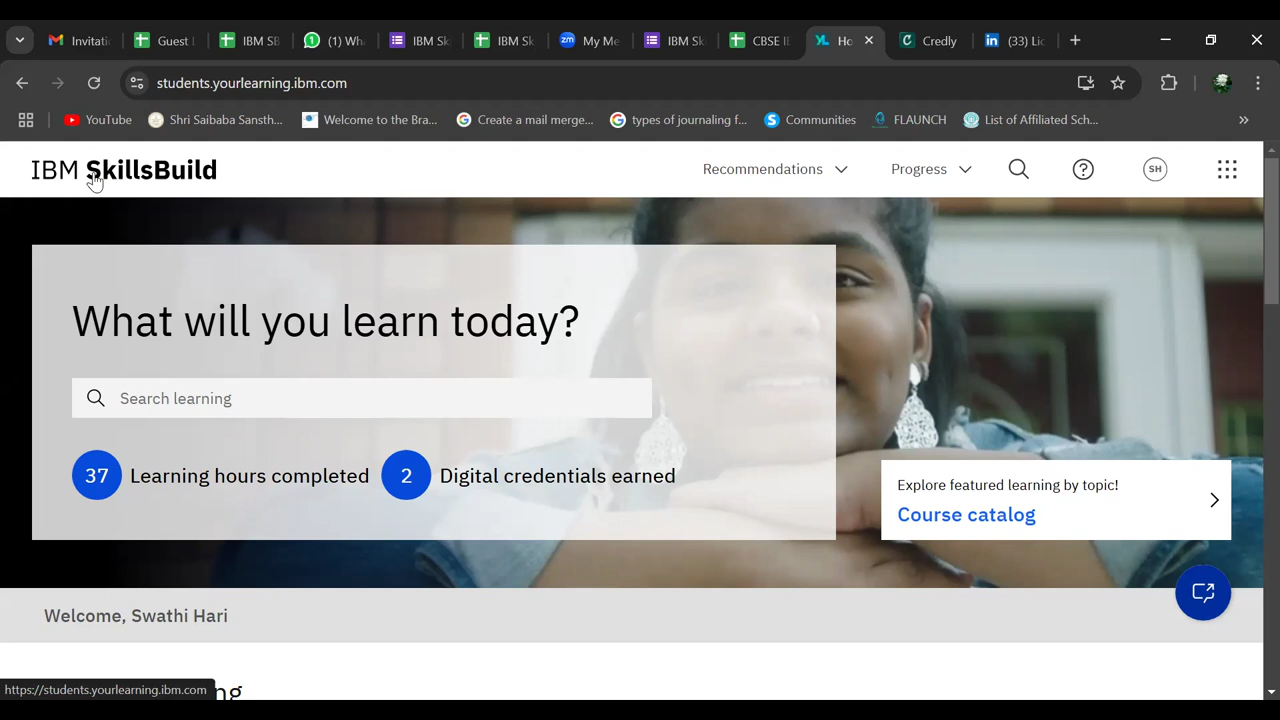 Invitati
Guest L
IBM SB
(1) Wha
IBM Sk
IBM Sk
My Me
IBM Sk
CBSE IB
Ho
Credly
(33) Lic
students.yourlearning.ibm.com
YouTube
Shri Saibaba Sansth...
Welcome to the Bra...
Create a mail merge...
types of journaling f...
Communities
FLAUNCH
List of Affiliated Sch...
IBM SkillsBuild
Recommendations
Progress
SH
What will you learn today?
Search learning
37 Learning hours completed
2 Digital credentials earned
Explore featured learning by topic!
Course catalog
Welcome, Swathi Hari
https://students.yourlearning.ibm.com